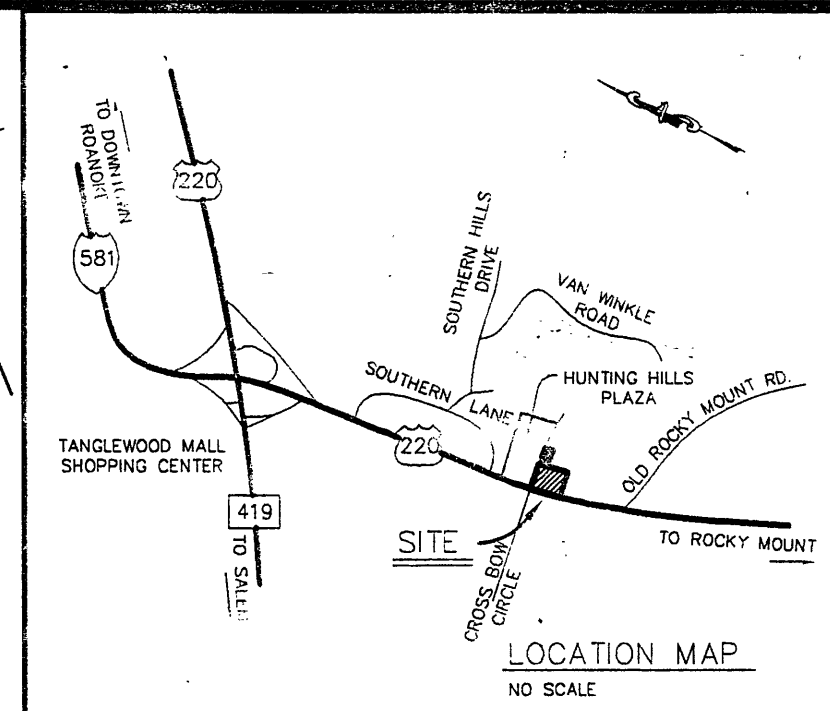 TO DOWNTOWN
ROANOKE
220
581
SOUTHERN HILLS
DRIVE
VAN WINKLE
ROAD
SOUTHERN LANE
HUNTING HILLS
PLAZA
OLD ROCKY MOUNT RD.
TANGLEWOOD MALL
SHOPPING CENTER
220
419
TO SALEM
SITE
CROSS BOW
CIRCLE
TO ROCKY MOUNT
LOCATION MAP
NO SCALE